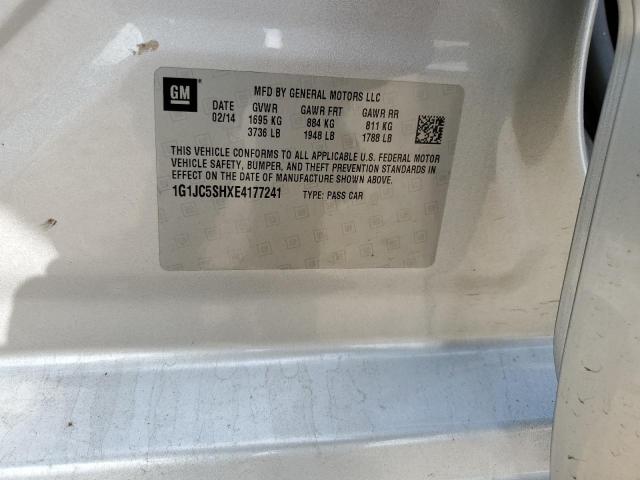 GM
MFD BY GENERAL MOTORS LLC
DATE GVWR GAWR FRT GAWR RR
02/14 1695 KG 884 KG 811 KG
3736 LB 1948 LB 1788 LB
THIS VEHICLE CONFORMS TO ALL APPLICABLE U.S. FEDERAL MOTOR
VEHICLE SAFETY, BUMPER, AND THEFT PREVENTION STANDARDS IN
EFFECT ON THE DATE OF MANUFACTURE SHOWN ABOVE.
1G1JC5SHXE4177241 TYPE: PASS CAR